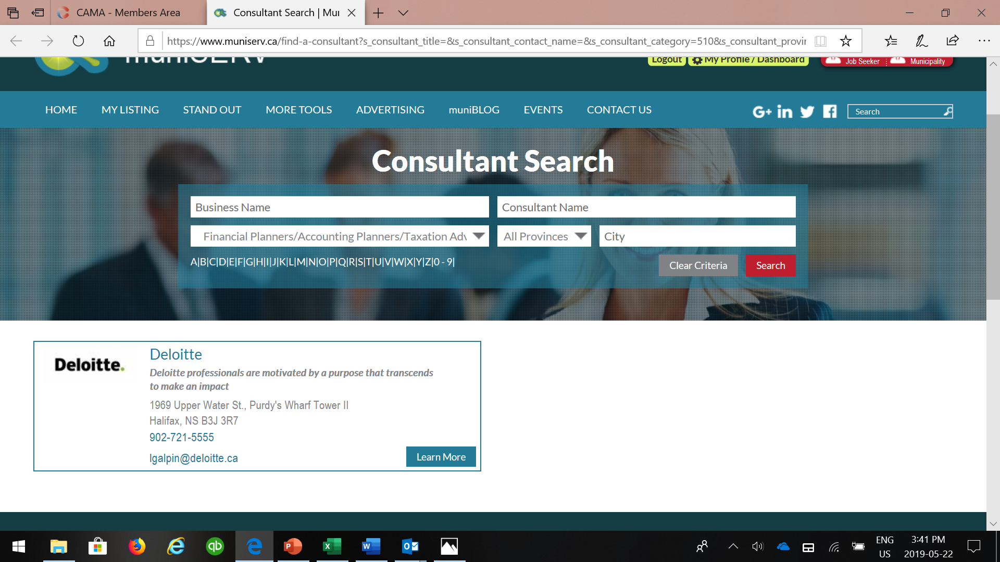 CAMA - Members Area
Consultant Search | Mu
https://www.muniserv.ca/find-a-consultant?s_consultant_title=&s_consultant_contact_name=&s_consultant_category=510&s_consultant_provin
muniSERV
Logout
My Profile / Dashboard
Job Seeker
Municipality
HOME MY LISTING STAND OUT MORE TOOLS ADVERTISING muniBLOG EVENTS CONTACT US
G+ in
Search
Consultant Search
Business Name
Consultant Name
Financial Planners/Accounting Planners/Taxation Adv
All Provinces
City
A|B|C|D|E|F|G|H|I|J|K|L|M|N|O|P|Q|R|S|T|U|V|W|X|Y|Z|0 - 9|
Clear Criteria
Search
Deloitte.
Deloitte
Deloitte professionals are motivated by a purpose that transcends
to make an impact
1969 Upper Water St., Purdy's Wharf Tower II
Halifax, NS B3J 3R7
902-721-5555
lgalpin@deloitte.ca
Learn More
qb
P
X
W
O
ENG
US
3:41 PM
2019-05-22